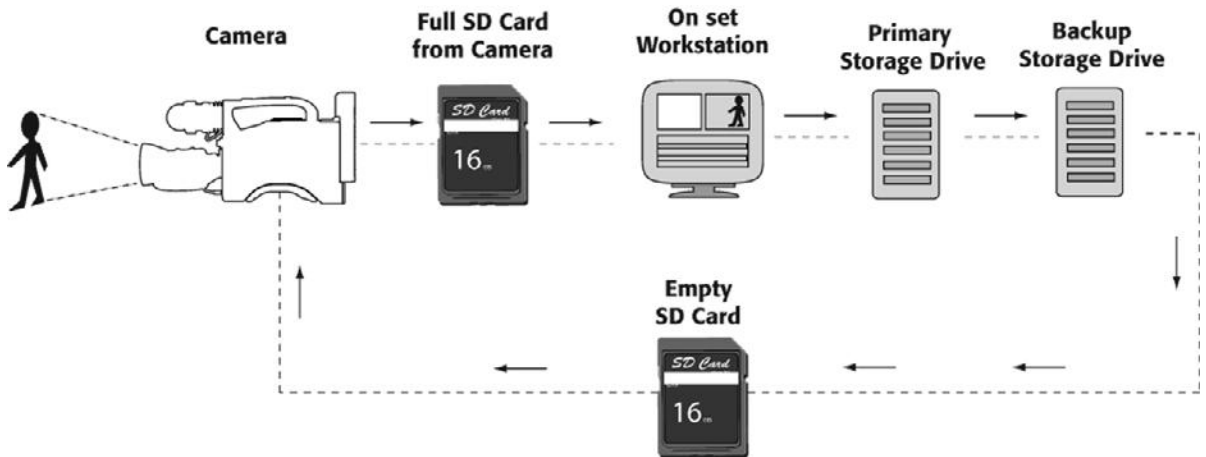 Camera
Full SD Card
from Camera
On set
Workstation
Primary
Storage Drive
Backup
Storage Drive
SD Card
16
Empty
SD Card
SD Card
16